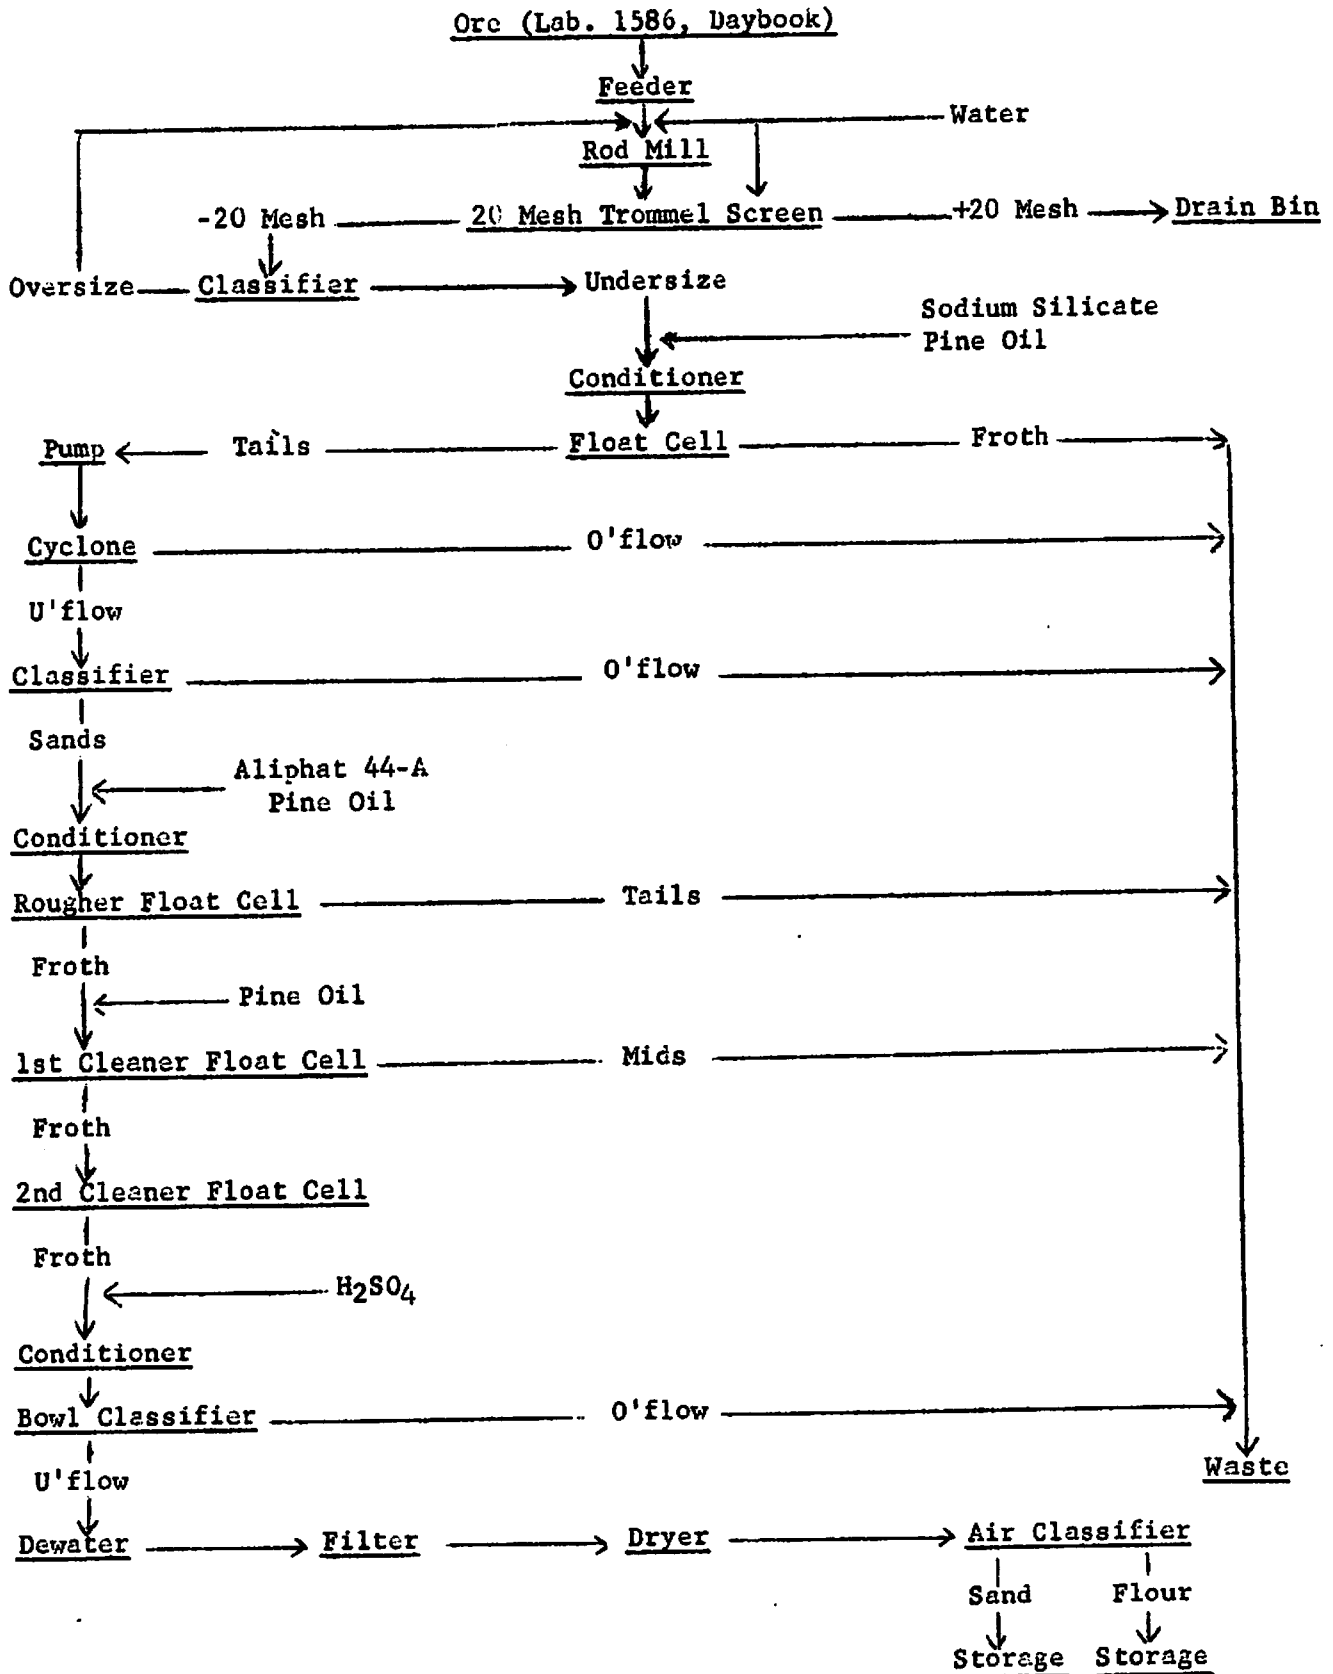 Ore (Lab. 1586, Daybook)
Feeder
Water
Rod Mill
-20 Mesh 20 Mesh Trommel Screen +20 Mesh Drain Bin
Oversize Classifier Undersize
Sodium Silicate
Pine Oil
Conditioner
Pump Tails Float Cell Froth
Cyclone O'flow
U'flow
Classifier O'flow
Sands
Aliphat 44-A
Pine Oil
Conditioner
Rougher Float Cell Tails
Froth
Pine Oil
1st Cleaner Float Cell Mids
Froth
2nd Cleaner Float Cell
Froth
H₂SO₄
Conditioner
Bowl Classifier O'flow
U'flow
Waste
Dewater Filter Dryer Air Classifier
Sand Flour
Storage Storage